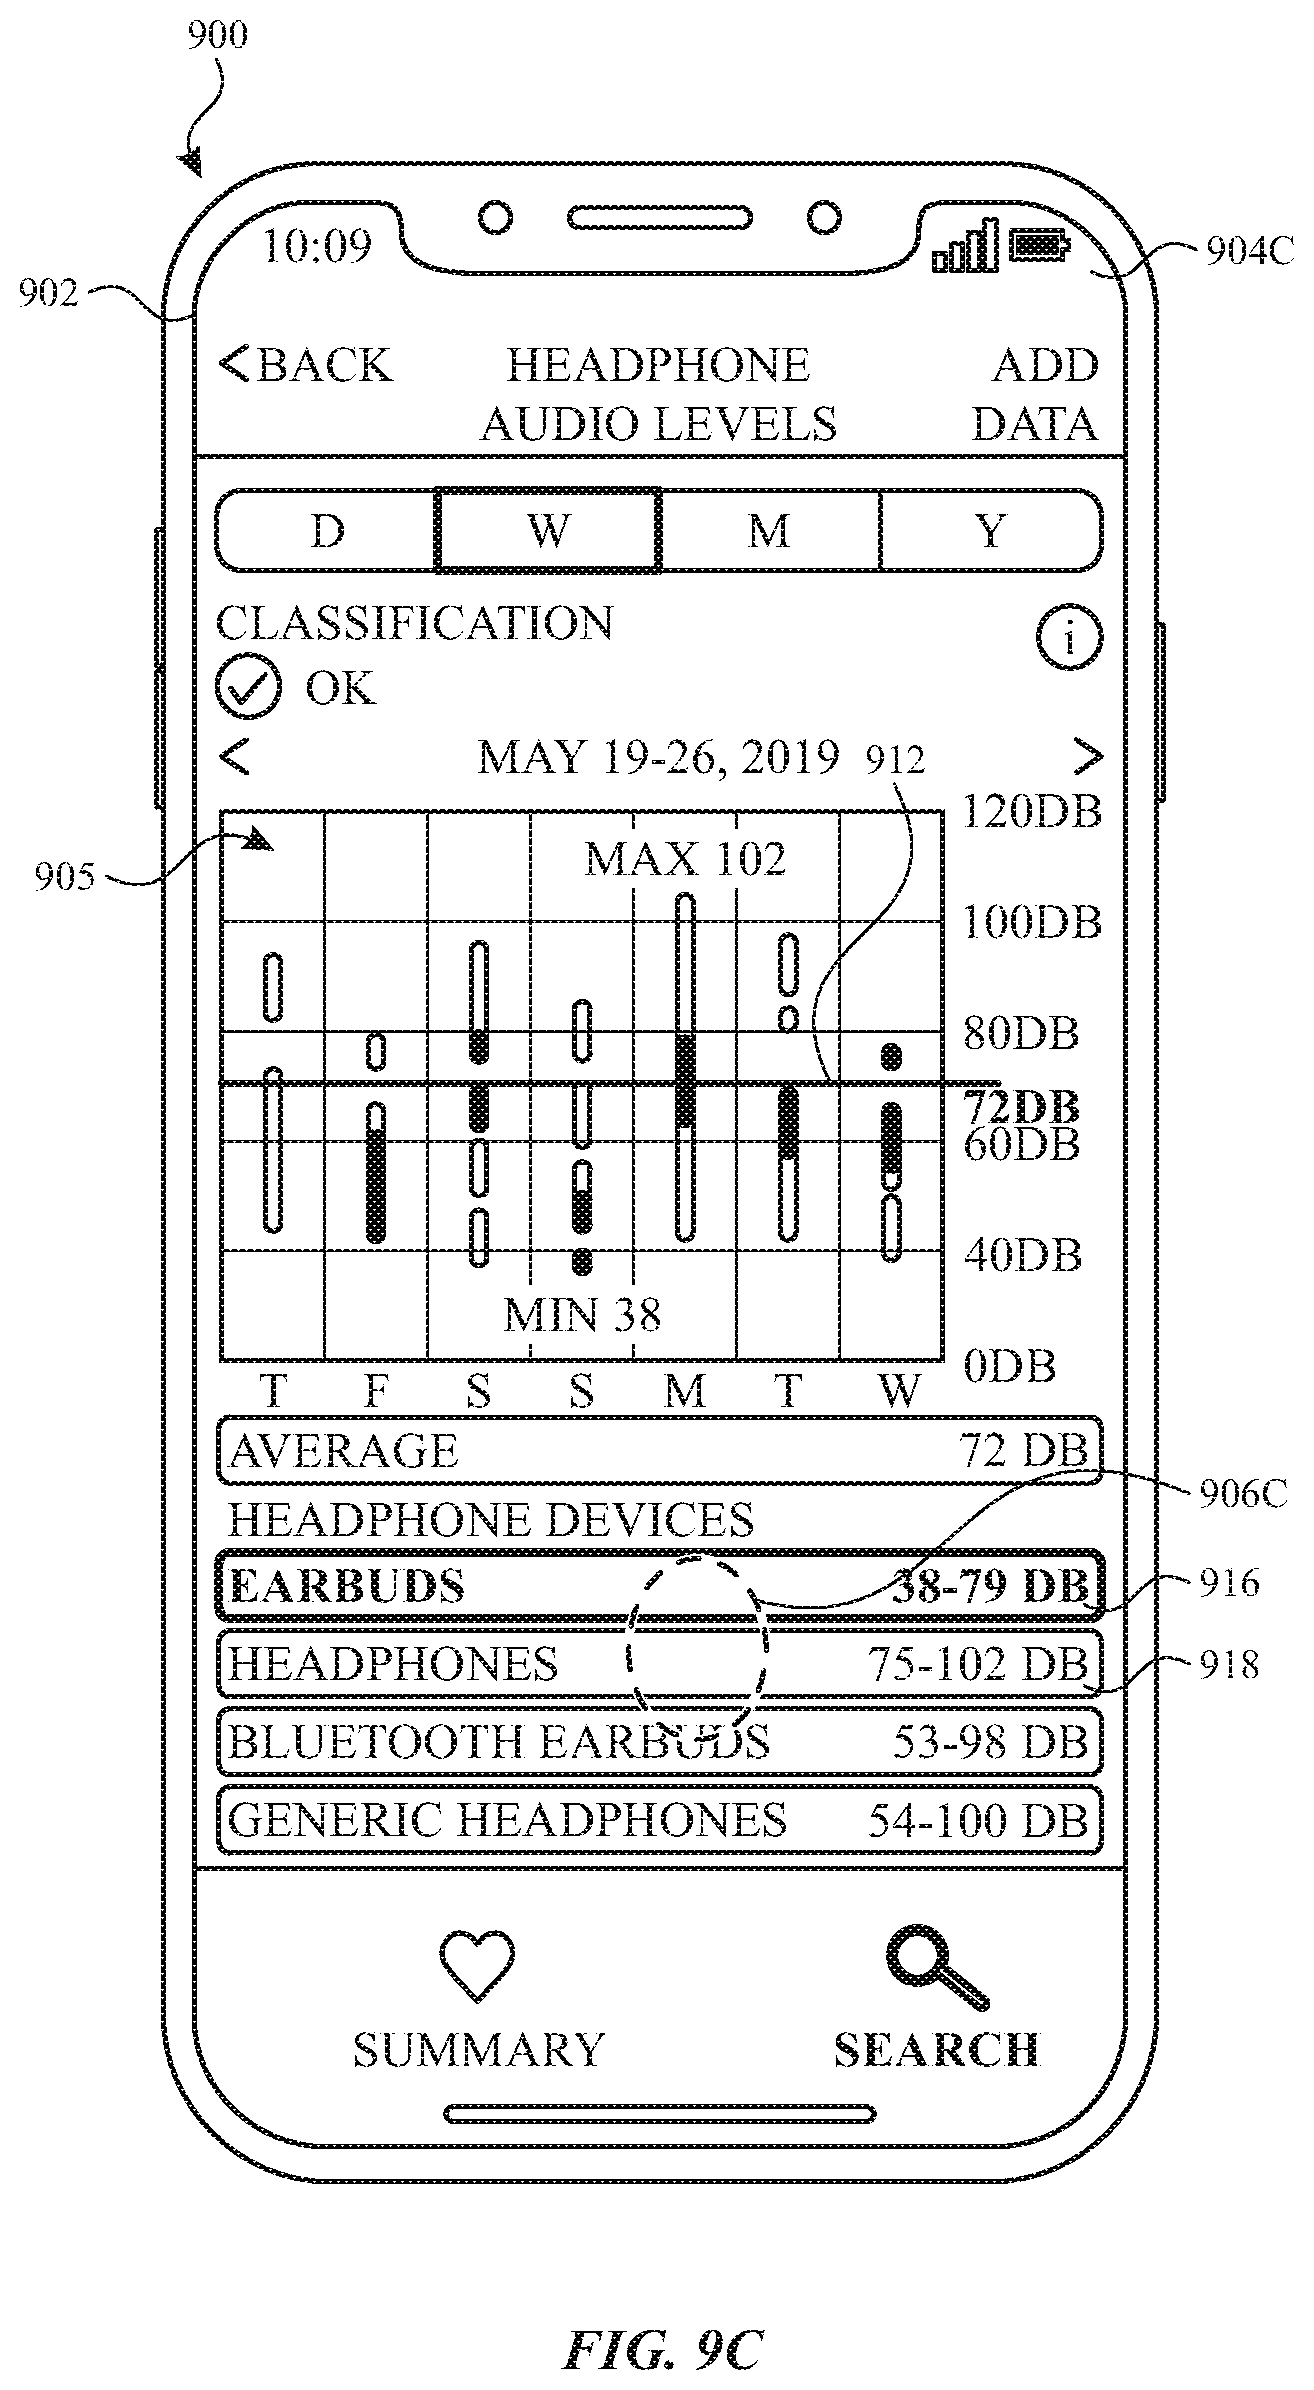 900
10:09
904C
902
< BACK HEADPHONE ADD
AUDIO LEVELS DATA
D W M Y
CLASSIFICATION
i
OK
< MAY 19-26, 2019 >
912
120DB
MAX 102
905
100DB
80DB
72DB
60DB
40DB
MIN 38
0DB
T F S S M T W
AVERAGE 72 DB
906C
HEADPHONE DEVICES
EARBUDS 38-79 DB
916
HEADPHONES 75-102 DB
918
BLUETOOTH EARBUDS 53-98 DB
GENERIC HEADPHONES 54-100 DB
SUMMARY SEARCH
FIG. 9C